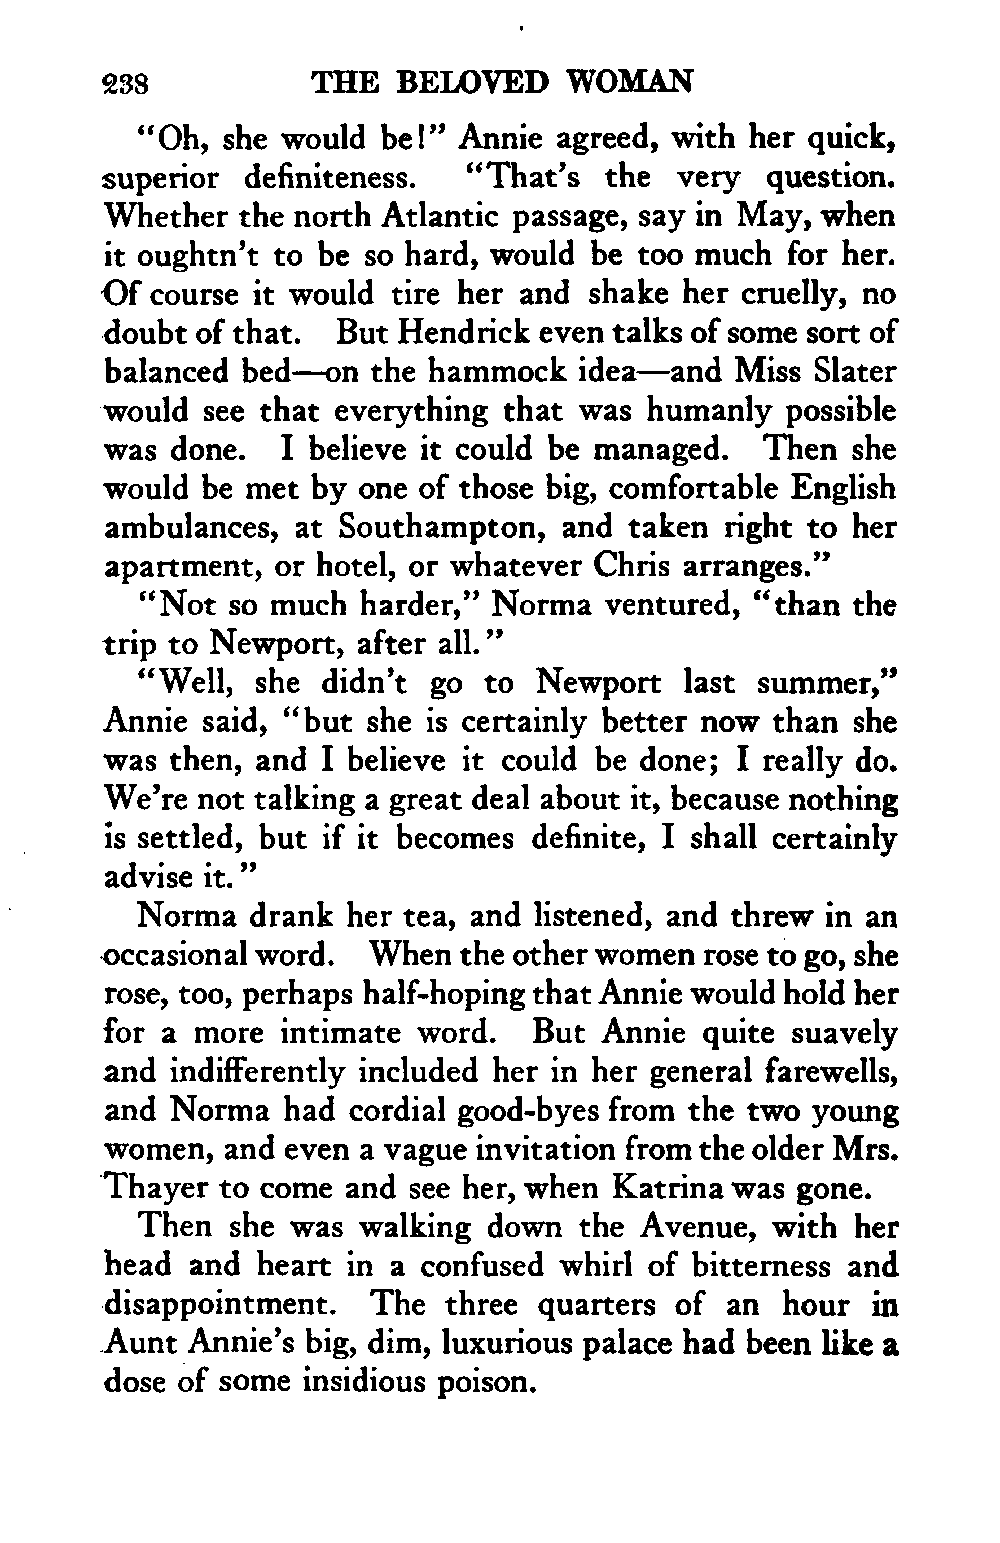 238 THE BELOVED WOMAN
"Oh, she would be!" Annie agreed, with her quick,
superior definiteness. "That's the very question.
Whether the north Atlantic passage, say in May, when
it oughtn't to be so hard, would be too much for her.
Of course it would tire her and shake her cruelly, no
doubt of that. But Hendrick even talks of some sort of
balanced bed—on the hammock idea—and Miss Slater
would see that everything that was humanly possible
was done. I believe it could be managed. Then she
would be met by one of those big, comfortable English
ambulances, at Southampton, and taken right to her
apartment, or hotel, or whatever Chris arranges."
"Not so much harder," Norma ventured, "than the
trip to Newport, after all."
"Well, she didn't go to Newport last summer,"
Annie said, "but she is certainly better now than she
was then, and I believe it could be done; I really do.
We're not talking a great deal about it, because nothing
is settled, but if it becomes definite, I shall certainly
advise it."
Norma drank her tea, and listened, and threw in an
occasional word. When the other women rose to go, she
rose, too, perhaps half-hoping that Annie would hold her
for a more intimate word. But Annie quite suavely
and indifferently included her in her general farewells,
and Norma had cordial good-byes from the two young
women, and even a vague invitation from the older Mrs.
Thayer to come and see her, when Katrina was gone.
Then she was walking down the Avenue, with her
head and heart in a confused whirl of bitterness and
disappointment. The three quarters of an hour in
Aunt Annie's big, dim, luxurious palace had been like a
dose of some insidious poison.